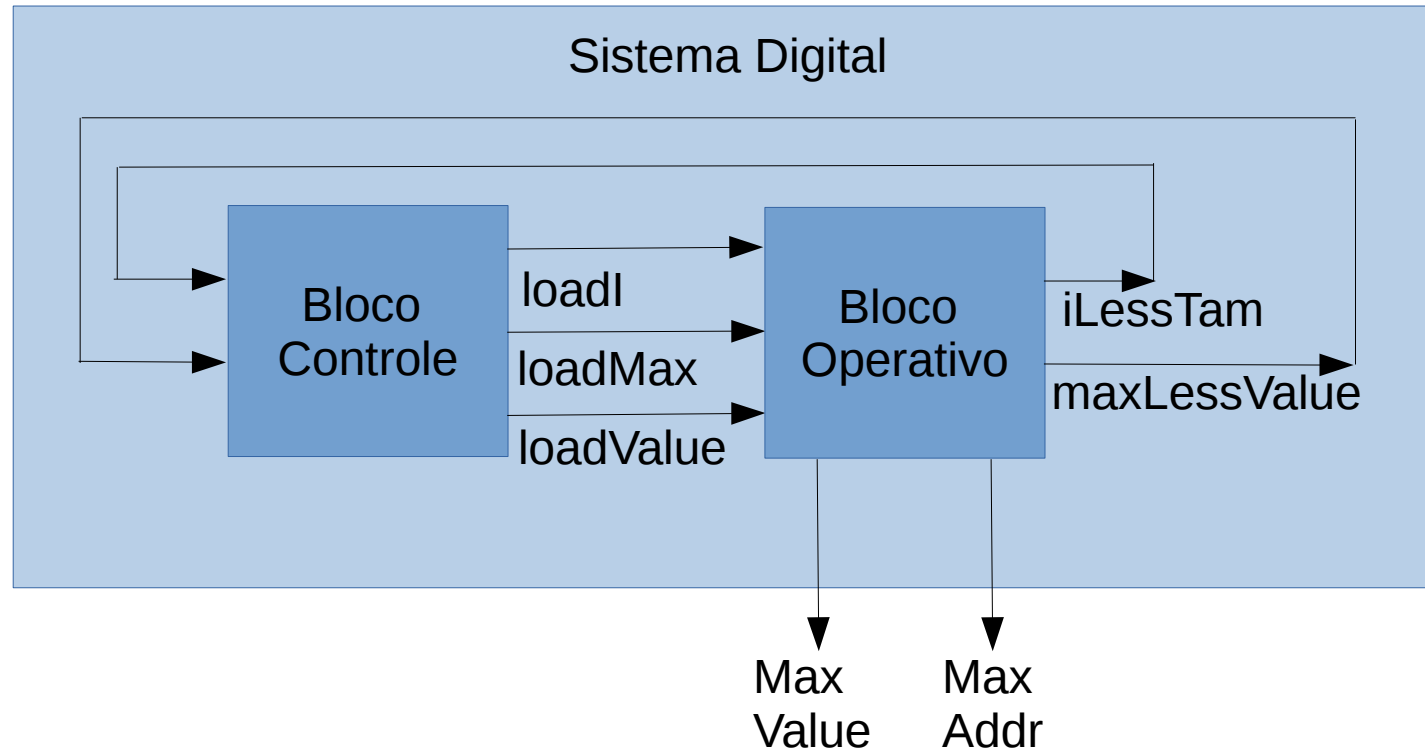 Sistema Digital
Bloco
Controle
loadI
loadMax
loadValue
Bloco
Operativo
iLessTam
maxLessValue
Max
Value
Max
Addr